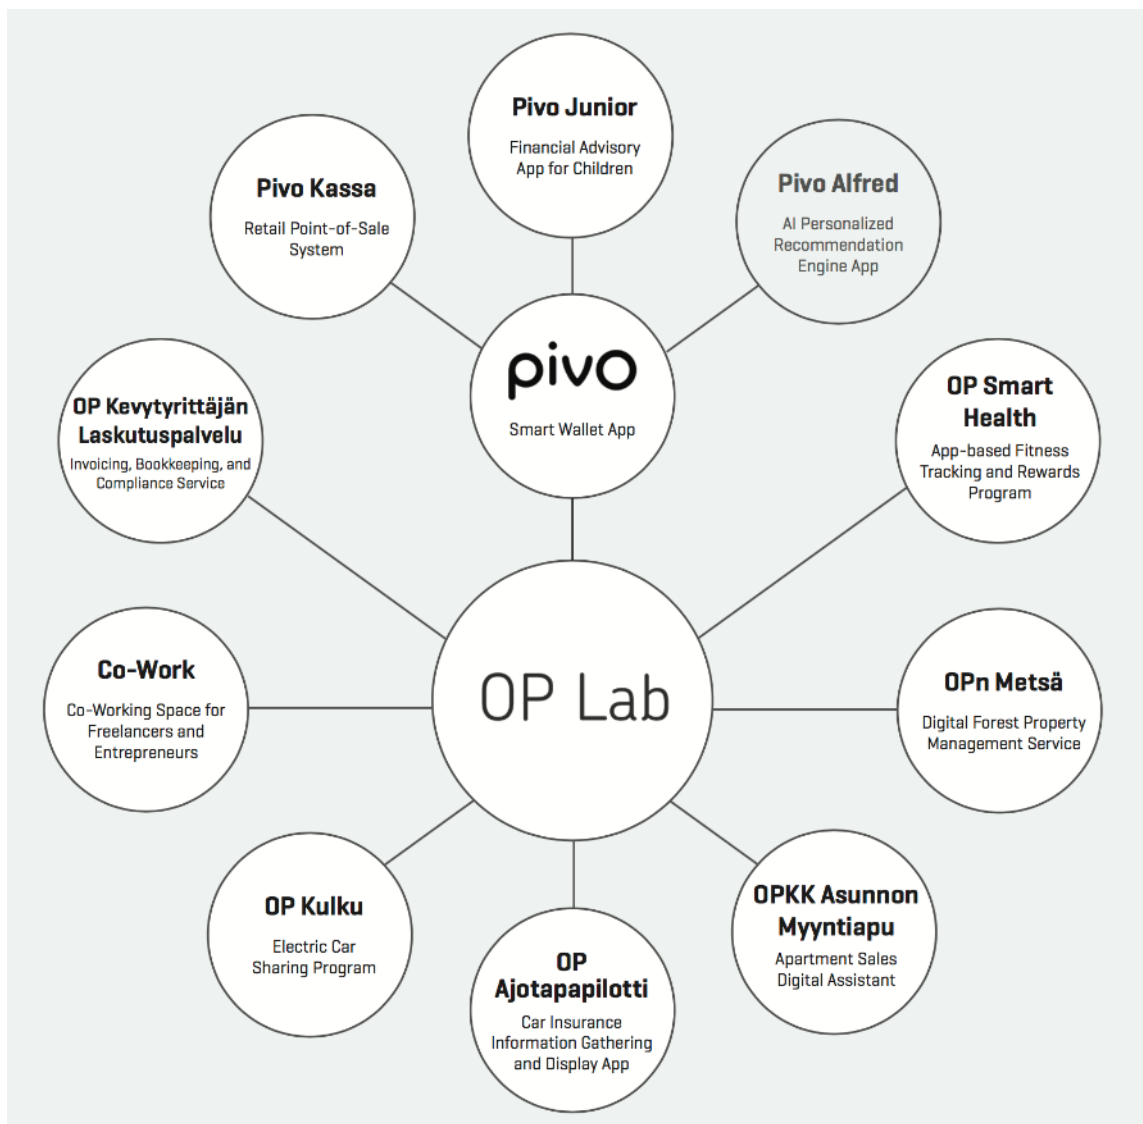 Pivo Junior
Financial Advisory
App for Children
Pivo Kassa
Retail Point-of-Sale
System
Pivo Alfred
AI Personalized
Recommendation
Engine App
pivo
Smart Wallet App
OP Kevytyrittäjän
Laskutuspalvelu
Invoicing, Bookkeeping, and
Compliance Service
OP Smart
Health
App-based Fitness
Tracking and Rewards
Program
Co-Work
Co-Working Space for
Freelancers and
Entrepreneurs
OP Lab
OPn Metsä
Digital Forest Property
Management Service
OP Kulku
Electric Car
Sharing Program
OP
Ajotapapilotti
Car Insurance
Information Gathering
and Display App
OPKK Asunnon
Myyntiapu
Apartment Sales
Digital Assistant